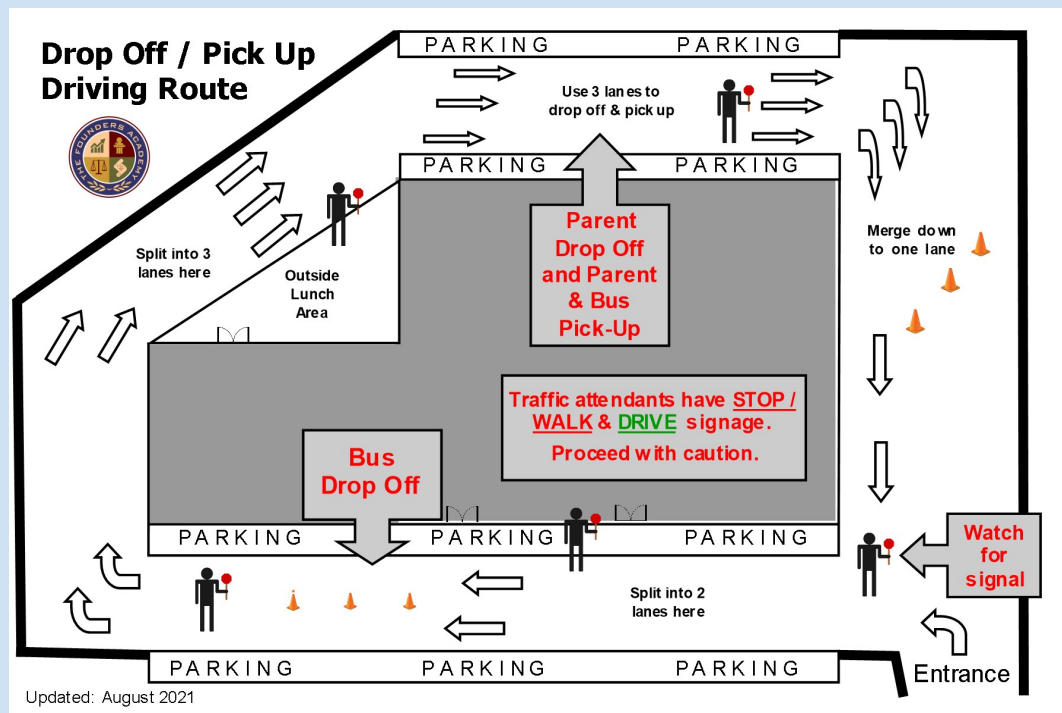 Drop Off / Pick Up
Driving Route
THE FOUNDERS ACADEMY
PARKING PARKING
Use 3 lanes to
drop off & pick up
PARKING PARKING
Split into 3
lanes here
Outside
Lunch
Area
Parent
Drop Off
and Parent
& Bus
Pick-Up
Merge down
to one lane
Traffic attendants have STOP /
WALK & DRIVE signage.
Proceed with caution.
Bus
Drop Off
PARKING PARKING PARKING
Watch
for
signal
Split into 2
lanes here
PARKING PARKING PARKING
Entrance
Updated: August 2021